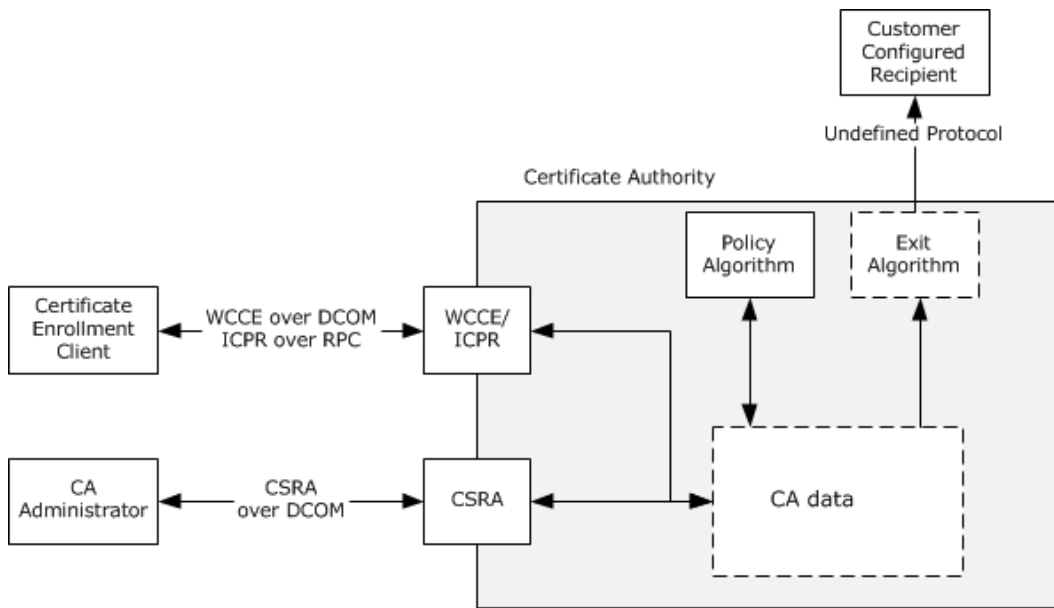 Customer
Configured
Recipient
Undefined Protocol
Certificate Authority
Policy
Algorithm
Exit
Algorithm
Certificate
Enrollment
Client
WCCE over DCOM
ICPR over RPC
WCCE/
ICPR
CA
Administrator
CSRA
over DCOM
CSRA
CA data